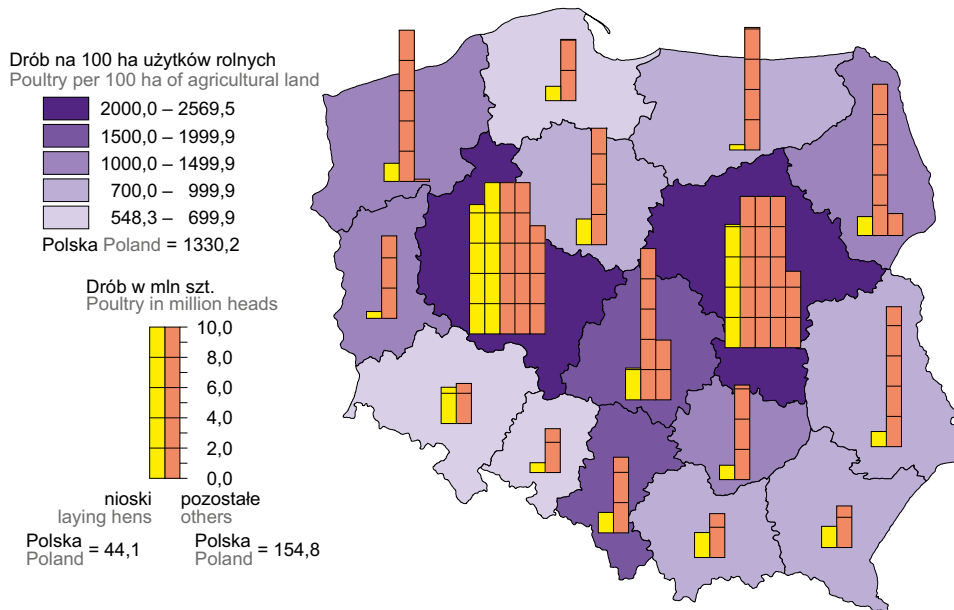 Drób na 100 ha użytków rolnych
Poultry per 100 ha of agricultural land
2000,0 – 2569,5
1500,0 – 1999,9
1000,0 – 1499,9
700,0 – 999,9
548,3 – 699,9
Polska Poland = 1330,2
Drób w mln szt.
Poultry in million heads
10,0
8,0
6,0
4,0
2,0
0,0
nioski pozostałe
laying hens others
Polska Polska
Poland = 44,1 Poland = 154,8